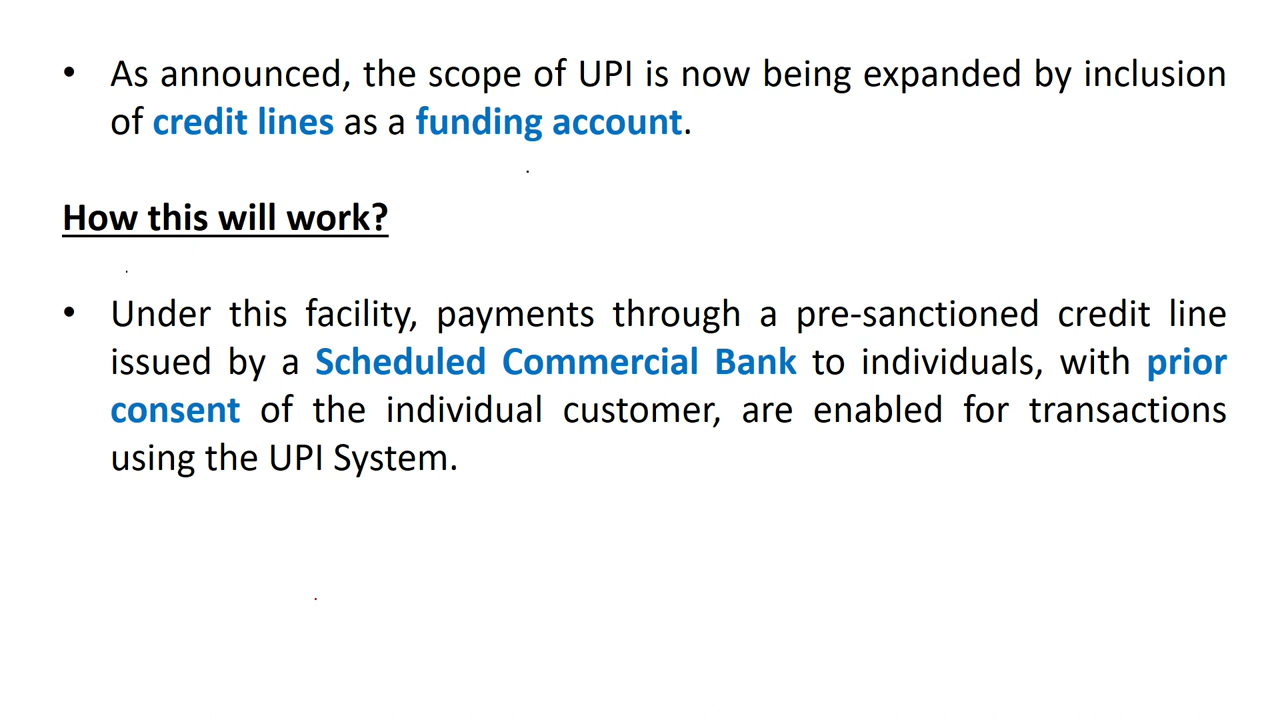 • As announced, the scope of UPI is now being expanded by inclusion
of credit lines as a funding account.
How this will work?
• Under this facility, payments through a pre-sanctioned credit line
issued by a Scheduled Commercial Bank to individuals, with prior
consent of the individual customer, are enabled for transactions
using the UPI System.